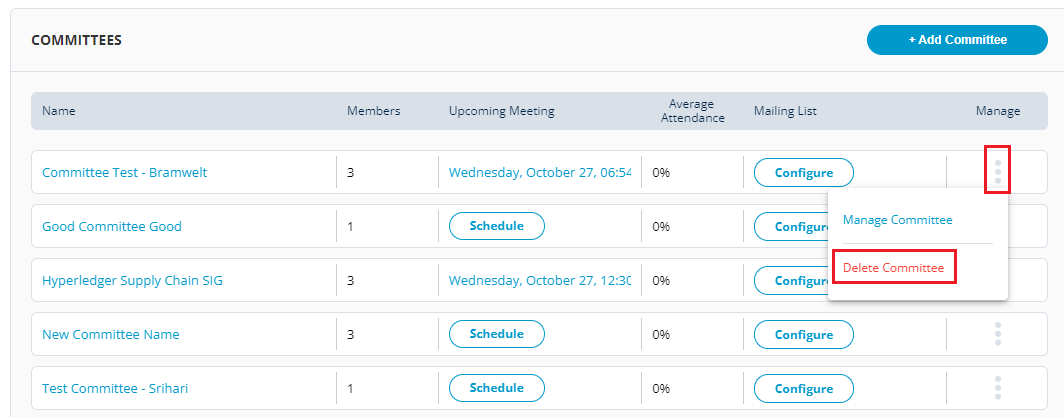 COMMITTEES
+ Add Committee
Name Members Upcoming Meeting Average Attendance Mailing List Manage
Committee Test - Bramwelt 3 Wednesday, October 27, 06:54 0% Configure
Manage Committee
Good Committee Good 1 Schedule 0% Configu
Delete Committee
Hyperledger Supply Chain SIG 3 Wednesday, October 27, 12:30 0% Configu
New Committee Name 3 Schedule 0% Configure
Test Committee - Srihari 1 Schedule 0% Configure